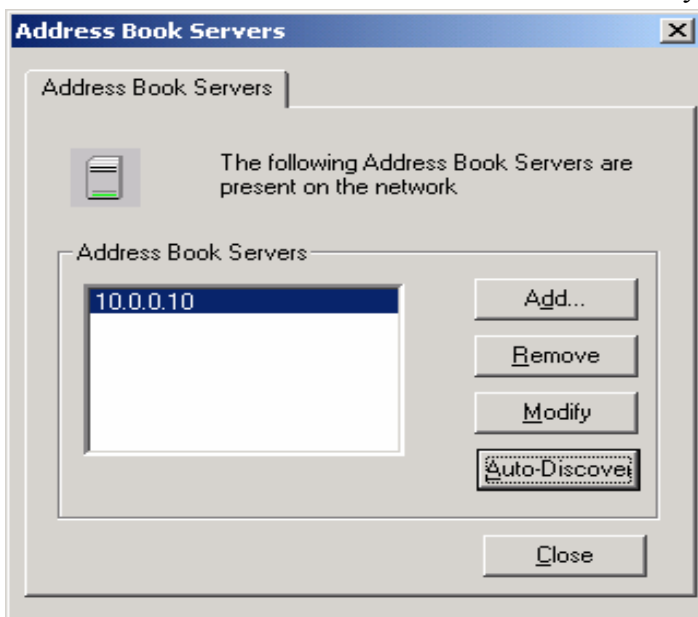 Address Book Servers
Address Book Servers
The following Address Book Servers are
present on the network
Address Book Servers
10.0.0.10
Add...
Remove
Modify
Auto-Discover
Close